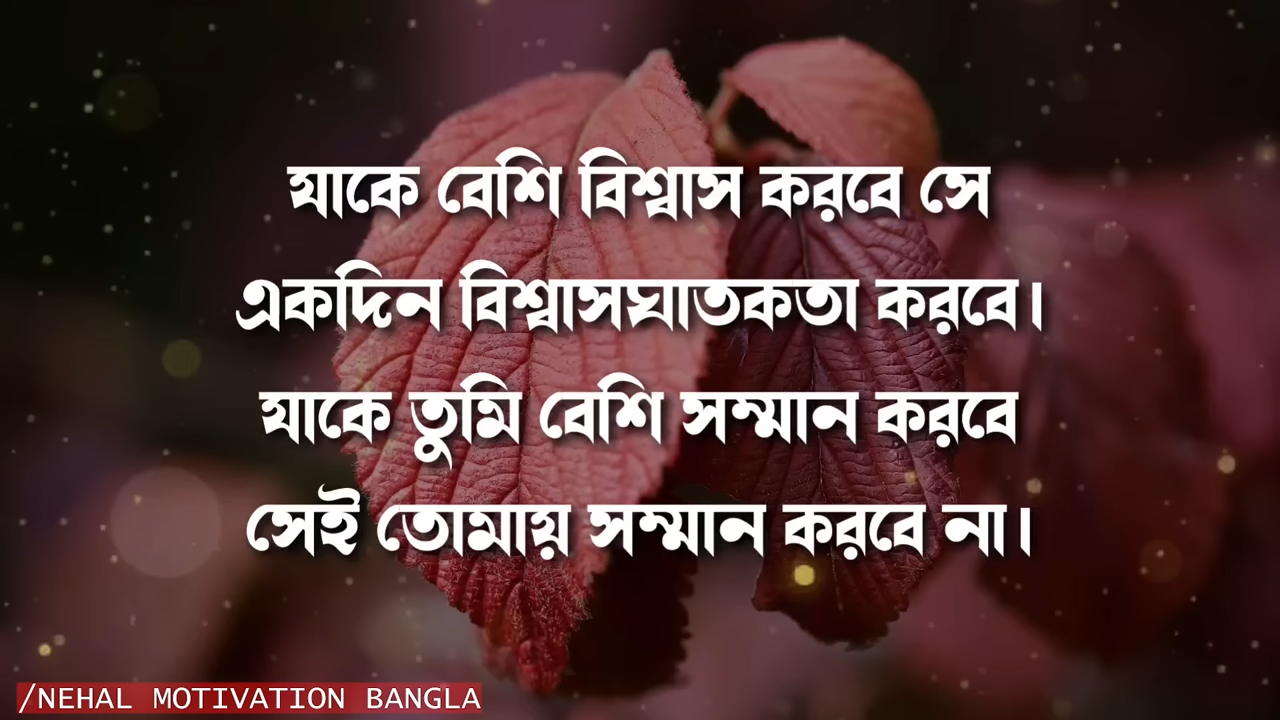 যাকে বেশি বিশ্বাস করবে সে
একদিন বিশ্বাসঘাতকতা করবে।
যাকে তুমি বেশি সম্মান করবে
সেই তোমায় সম্মান করবে না।
/NEHAL MOTIVATION BANGLA